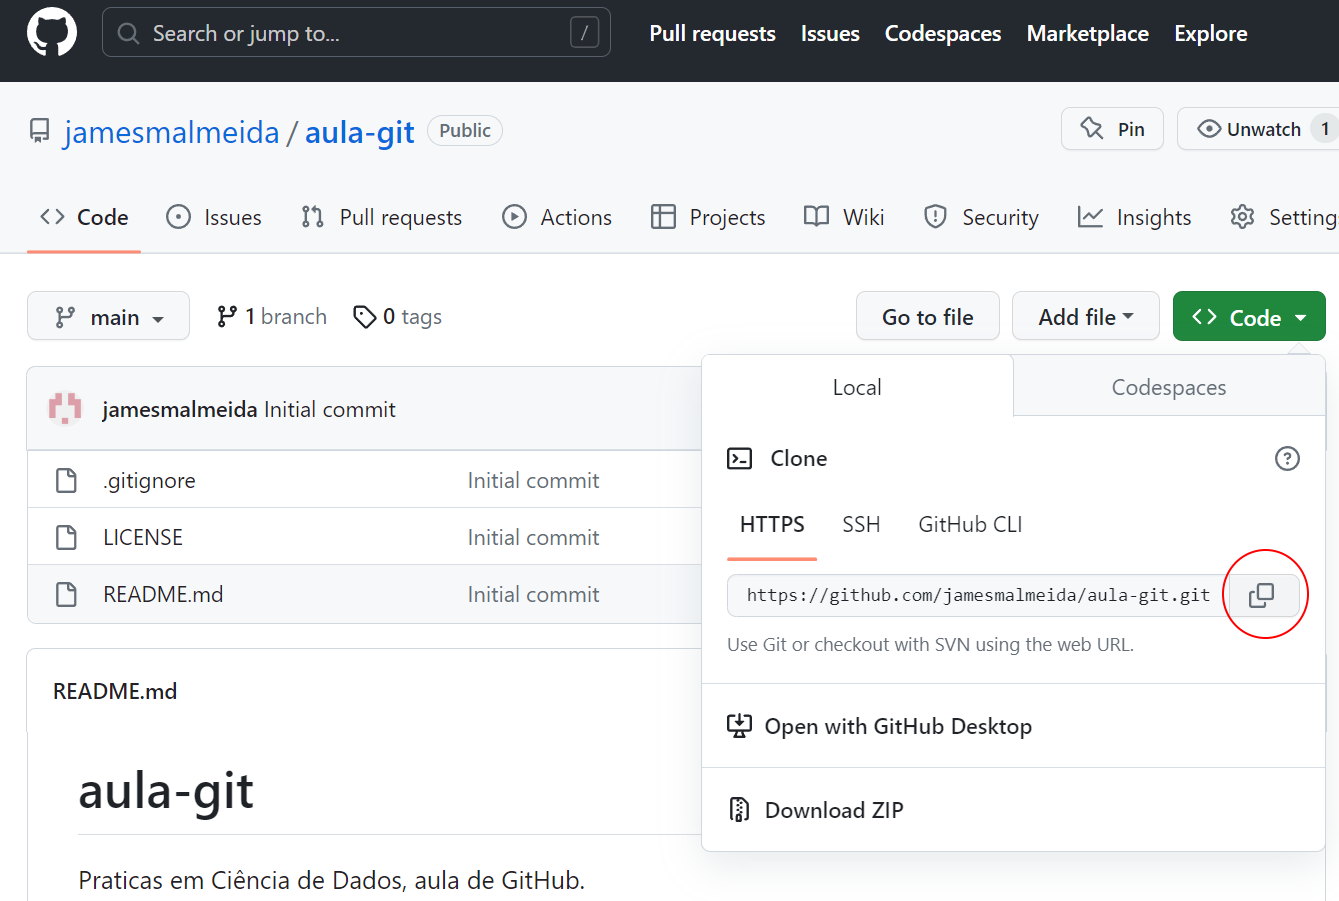 Search or jump to... / Pull requests Issues Codespaces Marketplace Explore
jamesmalmeida / aula-git Public Pin Unwatch 1
Code Issues Pull requests Actions Projects Wiki Security Insights Setting
main 1 branch 0 tags Go to file Add file Code
Local Codespaces
jamesmalmeida Initial commit
Clone
.gitignore Initial commit
HTTPS SSH GitHub CLI
LICENSE Initial commit
README.md Initial commit
https://github.com/jamesmalmeida/aula-git.git
Use Git or checkout with SVN using the web URL.
README.md
Open with GitHub Desktop
aula-git
Download ZIP
Praticas em Ciência de Dados, aula de GitHub.